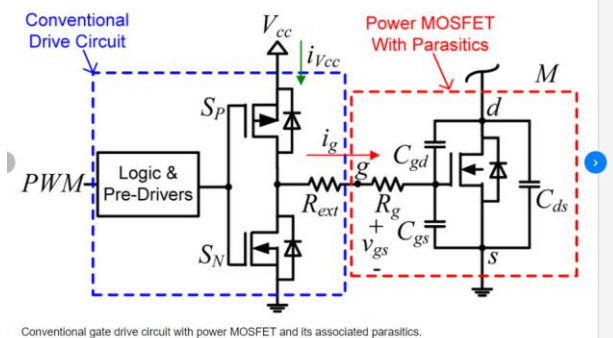 Conventional
Drive Circuit
Vcc
iVcc
Power MOSFET
With Parasitics
M
SP
d
ig
g
Cgd
PWM
Logic &
Pre-Drivers
Rext
Rg
Cds
+
vgs
-
Cgs
SN
s
Conventional gate drive circuit with power MOSFET and its associated parasitics.